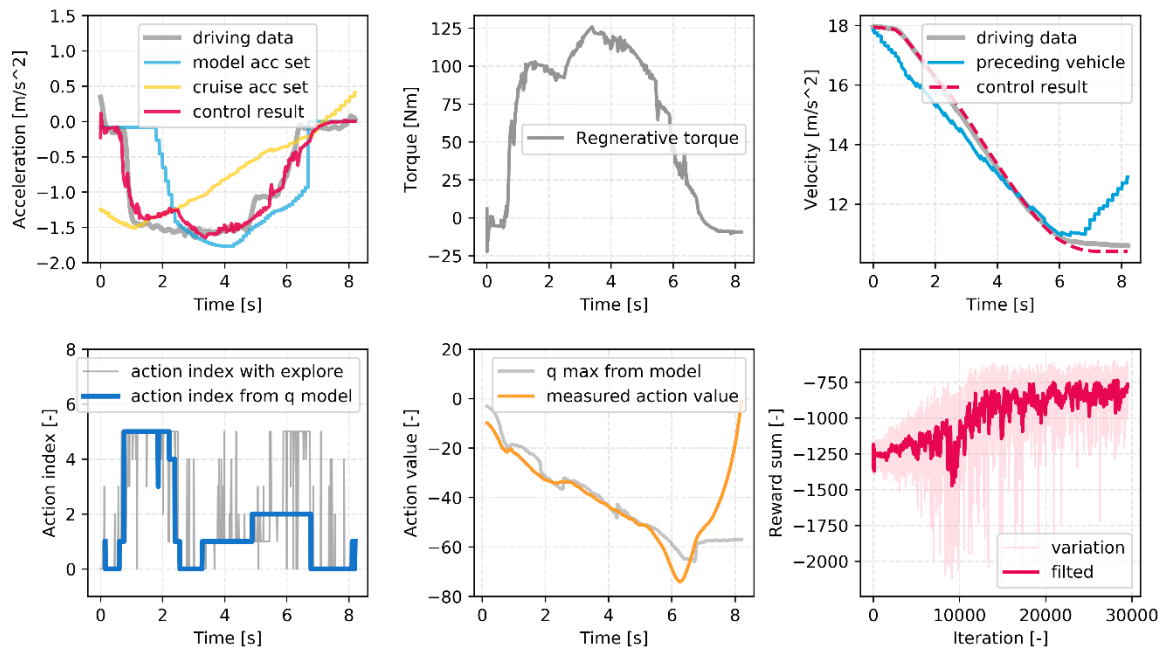 1.5
1.0
0.5
0.0
−0.5
−1.0
−1.5
−2.0
Acceleration [m/s^2]
driving data
model acc set
cruise acc set
control result
0 2 4 6 8
Time [s]
125
100
75
50
25
0
−25
Torque [Nm]
Regnerative torque
0 2 4 6 8
Time [s]
18
16
14
12
Velocity [m/s^2]
driving data
preceding vehicle
control result
0 2 4 6 8
Time [s]
8
6
4
2
0
Action index [-]
action index with explore
action index from q model
0 2 4 6 8
Time [s]
20
0
−20
−40
−60
−80
Action value [-]
q max from model
measured action value
0 2 4 6 8
Time [s]
−750
−1000
−1250
−1500
−1750
−2000
Reward sum [-]
variation
filted
0 10000 20000 30000
Iteration [-]